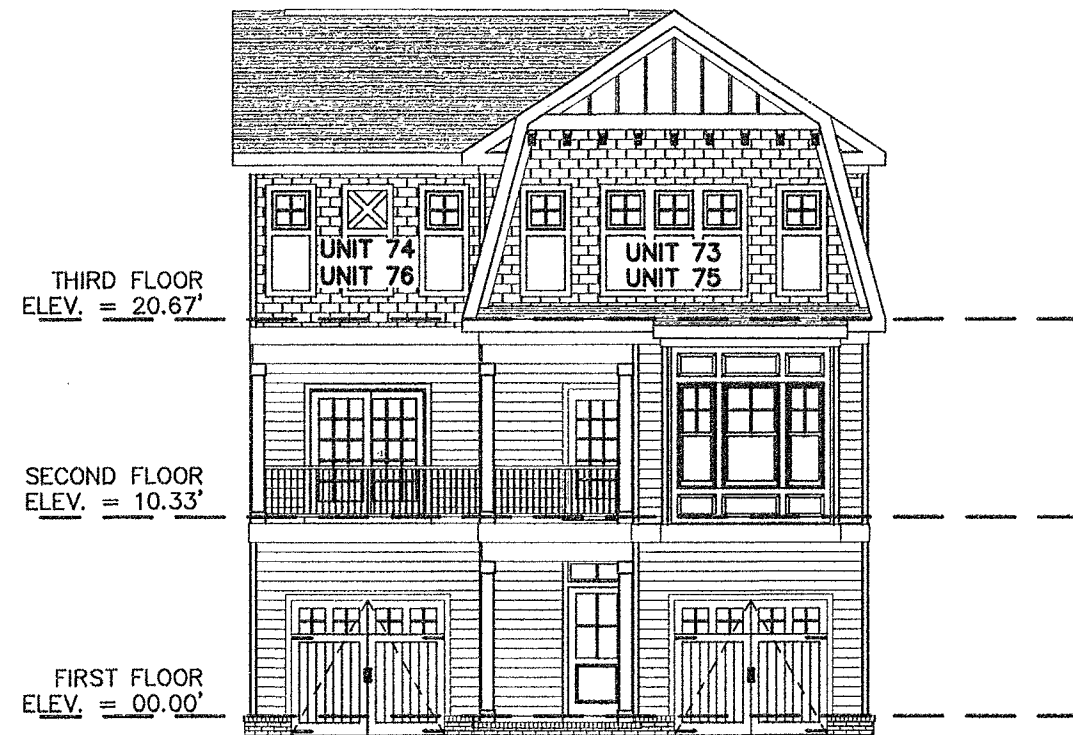 UNIT 74
UNIT 76
UNIT 73
UNIT 75
THIRD FLOOR
ELEV. = 20.67'
SECOND FLOOR
ELEV. = 10.33'
FIRST FLOOR
ELEV. = 00.00'